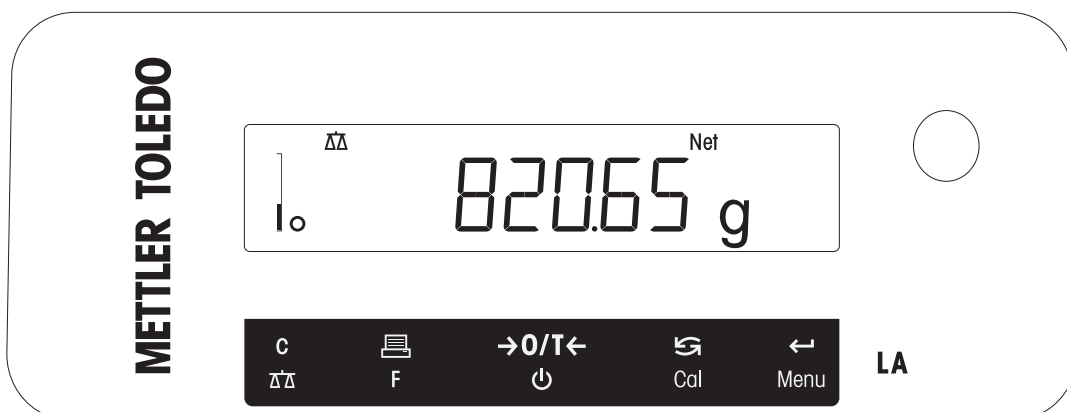 METTLER TOLEDO
Net
820.65 g
C →0/T←
F Cal Menu
LA